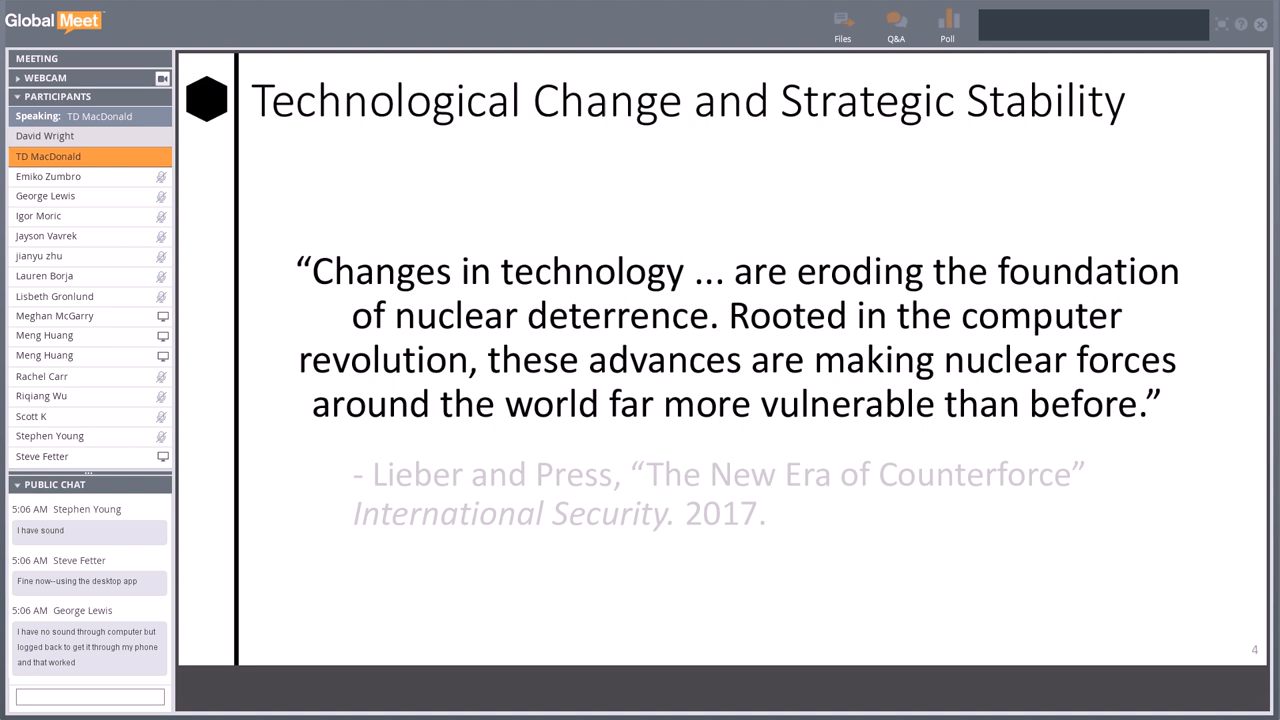 Global Meet
Files
Q&A
Poll
MEETING
WEBCAM
PARTICIPANTS
Speaking: TD MacDonald
David Wright
TD MacDonald
Emiko Zumbro
George Lewis
Igor Moric
Jayson Vavrek
jianyu zhu
Lauren Borja
Lisbeth Gronlund
Meghan McGarry
Meng Huang
Meng Huang
Rachel Carr
Riqiang Wu
Scott K
Stephen Young
Steve Fetter
PUBLIC CHAT
5:06 AM Stephen Young
I have sound
5:06 AM Steve Fetter
Fine now--using the desktop app
5:06 AM George Lewis
I have no sound through computer but
logged back to get it through my phone
and that worked
Technological Change and Strategic Stability
“Changes in technology ... are eroding the foundation
of nuclear deterrence. Rooted in the computer
revolution, these advances are making nuclear forces
around the world far more vulnerable than before.”
- Lieber and Press, “The New Era of Counterforce”
International Security. 2017.
4